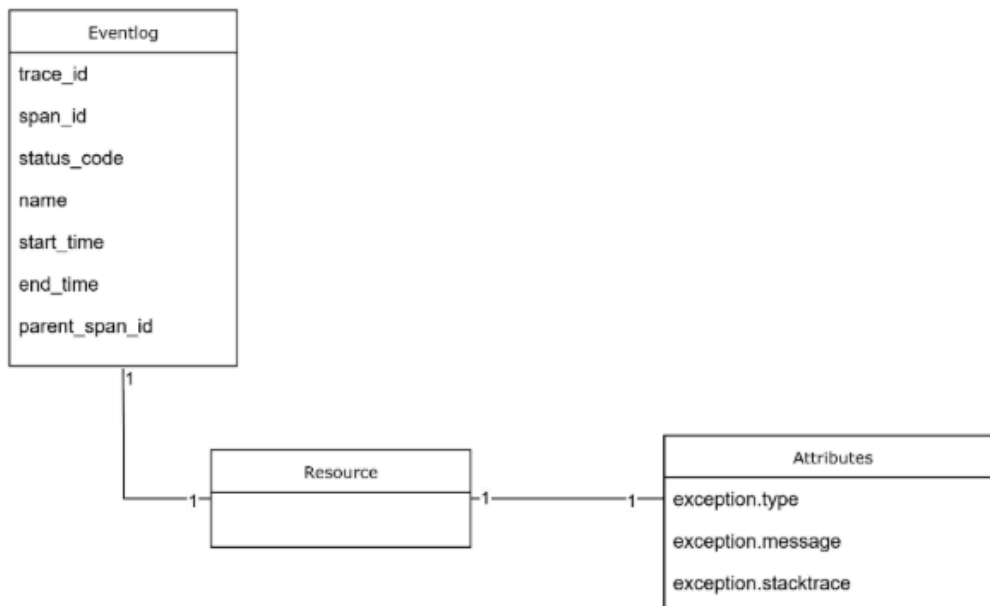 Eventlog
trace_id
span_id
status_code
name
start_time
end_time
parent_span_id
1
1
Resource
1
1
Attributes
exception.type
exception.message
exception.stacktrace